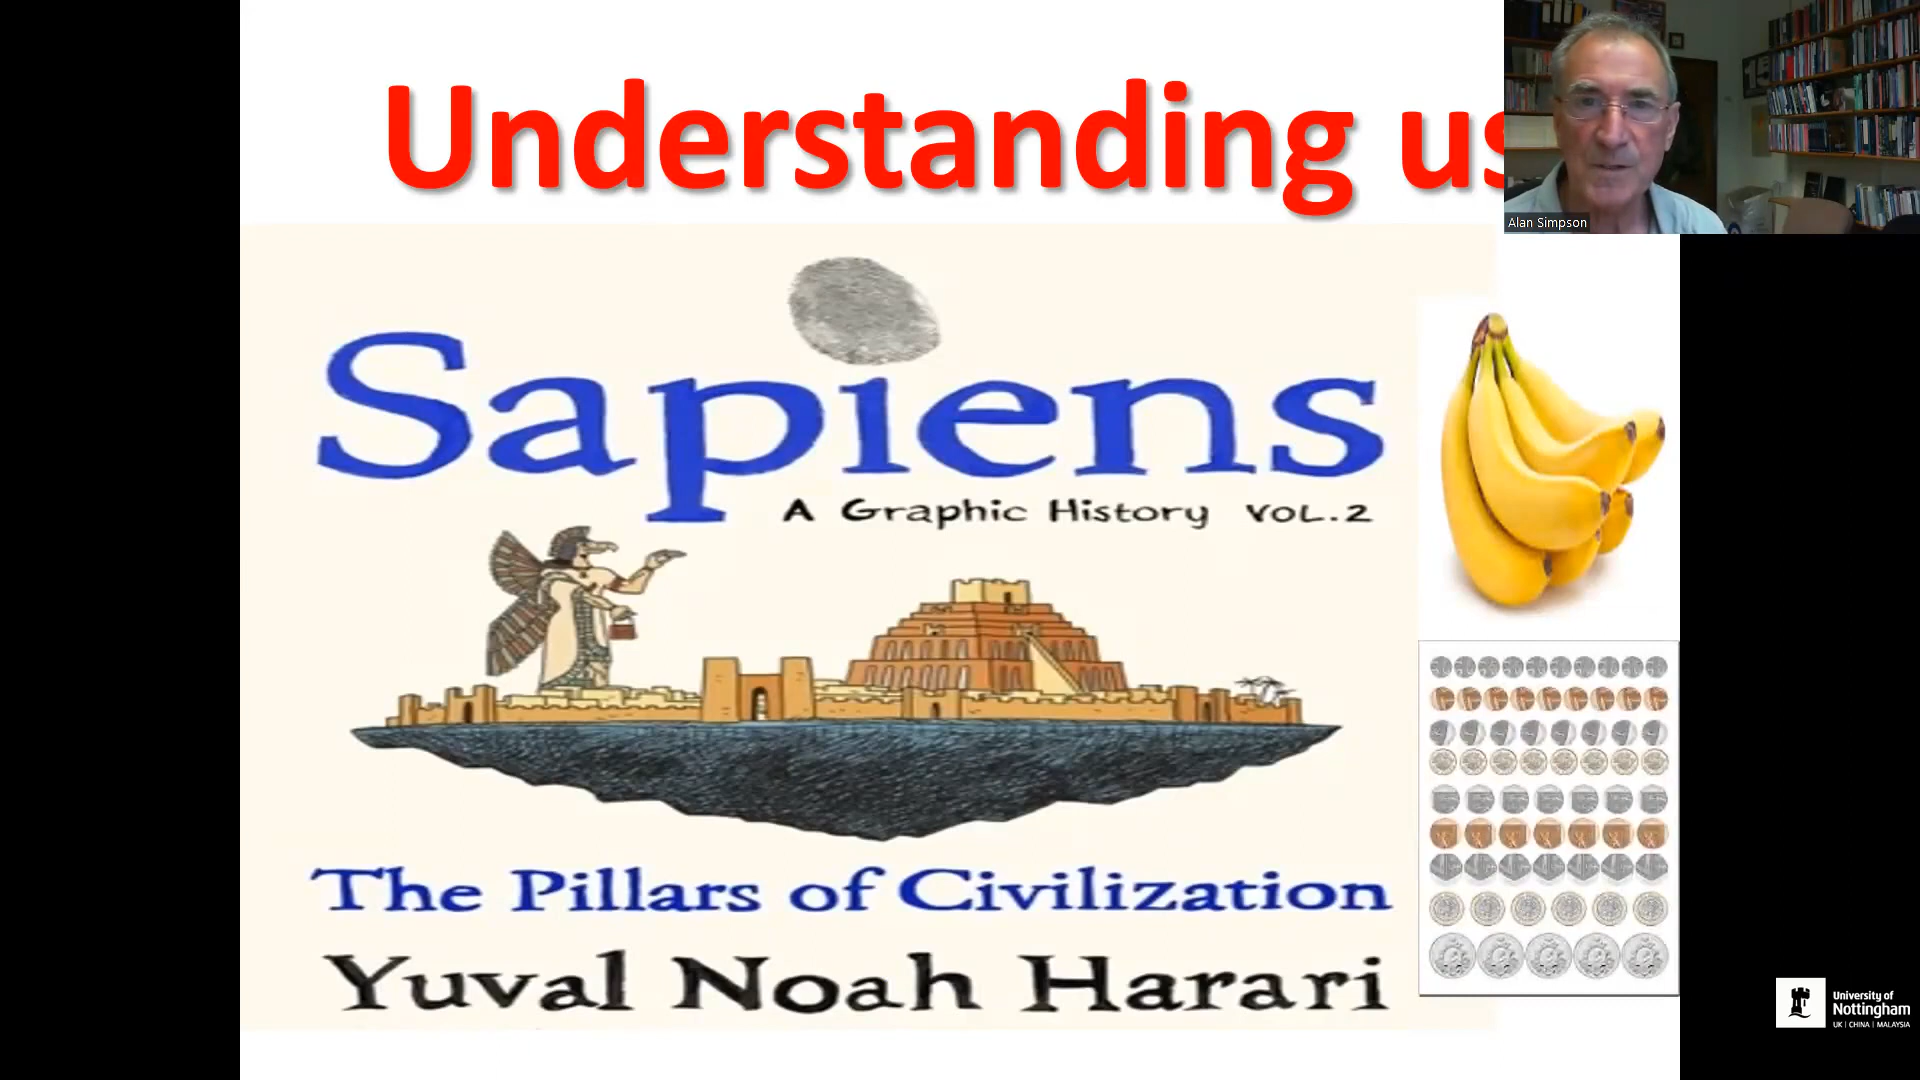 Understanding us
Alan Simpson
Sapiens
A Graphic History VOL.2
The Pillars of Civilization
Yuval Noah Harari
University of
Nottingham
UK | CHINA | MALAYSIA